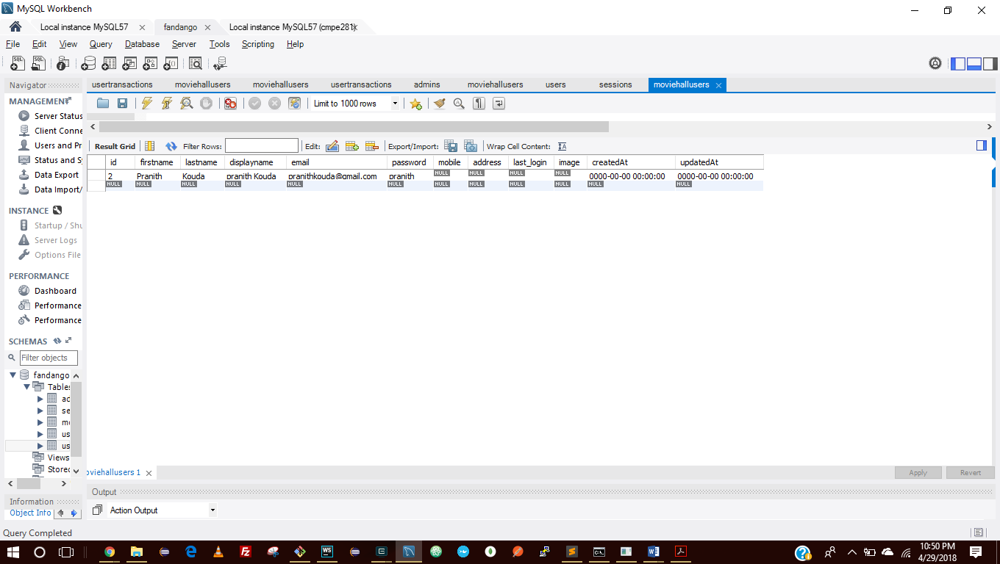 MySQL Workbench
Local instance MySQL57
fandango
Local instance MySQL57 (cmpe281)
File Edit View Query Database Server Tools Scripting Help
Navigator
usertransactions moviehallusers moviehallusers usertransactions admins moviehallusers users sessions moviehallusers
MANAGEMENT
Server Status
Client Conne
Users and Pr
Status and Sy
Data Export
Data Import/
INSTANCE
Startup / Shu
Server Logs
Options File
PERFORMANCE
Dashboard
Performance
Performance
SCHEMAS
Filter objects
fandango
Tables
ad
se
mo
us
us
Views
Stored
Information
Object Info
Limit to 1000 rows
Result Grid Filter Rows: Edit: Export/Import: Wrap Cell Content:
id firstname lastname displayname email password mobile address last_login image createdAt updatedAt
2 Pranith Kouda pranith Kouda pranithkouda@gmail.com pranith NULL NULL NULL NULL 0000-00-00 00:00:00 0000-00-00 00:00:00
NULL NULL NULL NULL NULL NULL NULL NULL NULL NULL NULL NULL
oviehallusers 1
Apply Revert
Output
Action Output
Query Completed
10:50 PM
4/29/2018